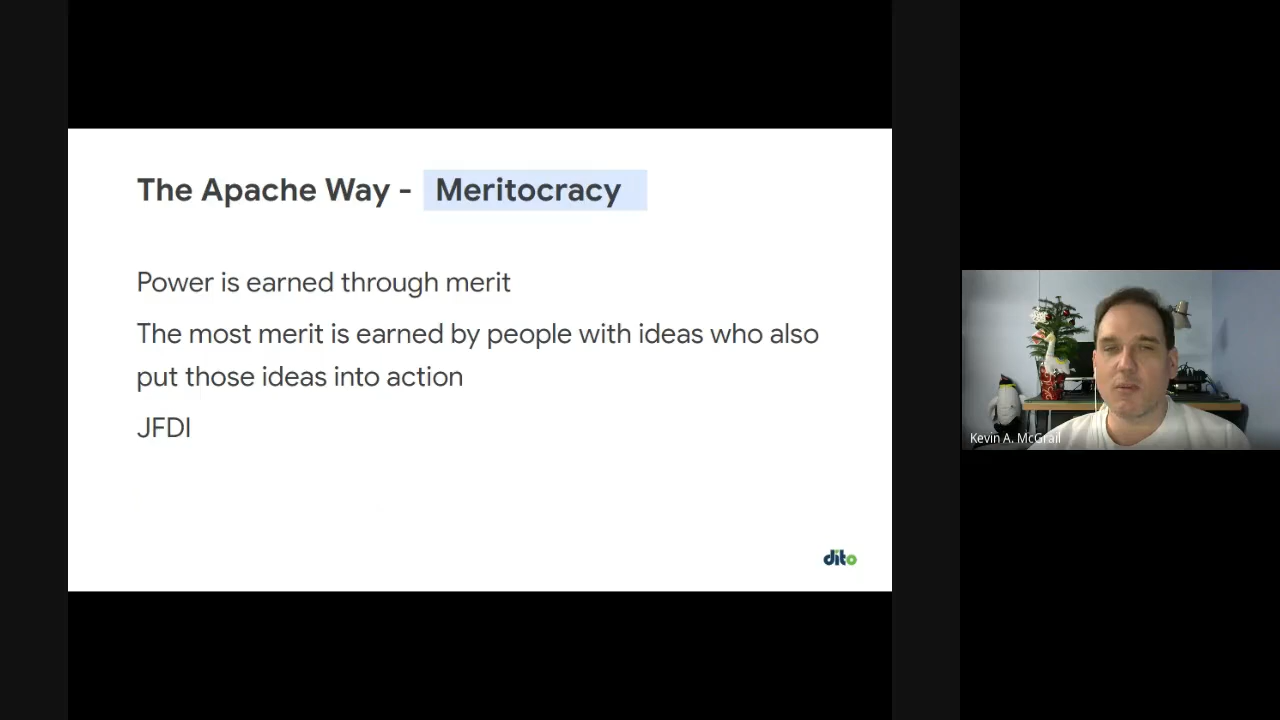 The Apache Way - Meritocracy
Power is earned through merit
The most merit is earned by people with ideas who also
put those ideas into action
JFDI
dito
Kevin A. McGrail